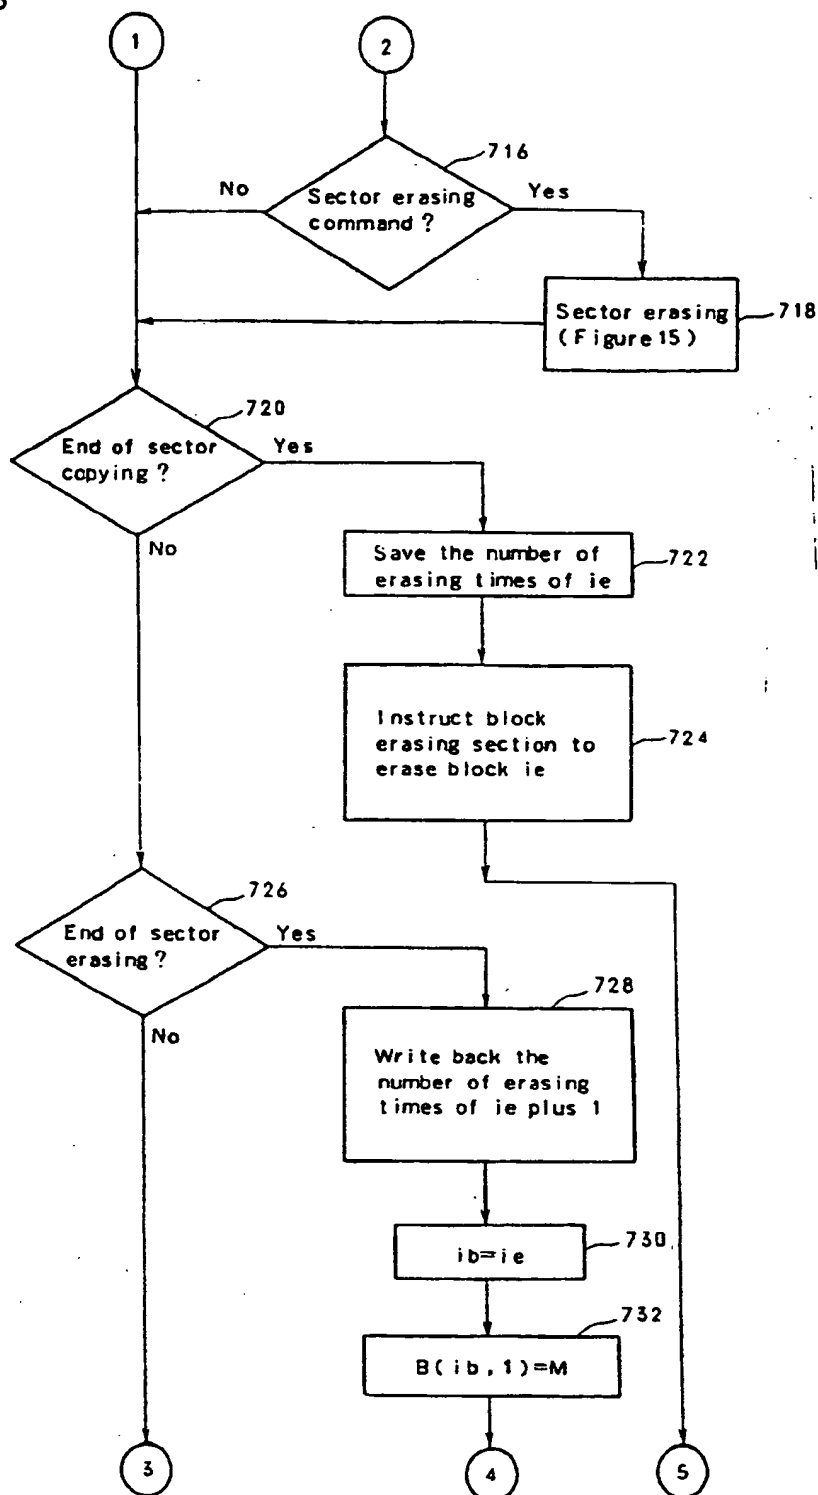 1
2
716
No
Sector erasing
command?
Yes
Sector erasing
(Figure 15)
718
720
End of sector
copying?
Yes
No
Save the number of
erasing times of ie
722
Instruct block
erasing section to
erase block ie
724
726
End of sector
erasing?
Yes
No
728
Write back the
number of erasing
times of ie plus 1
ib=ie
730
732
B(ib,1)=M
3
4
5